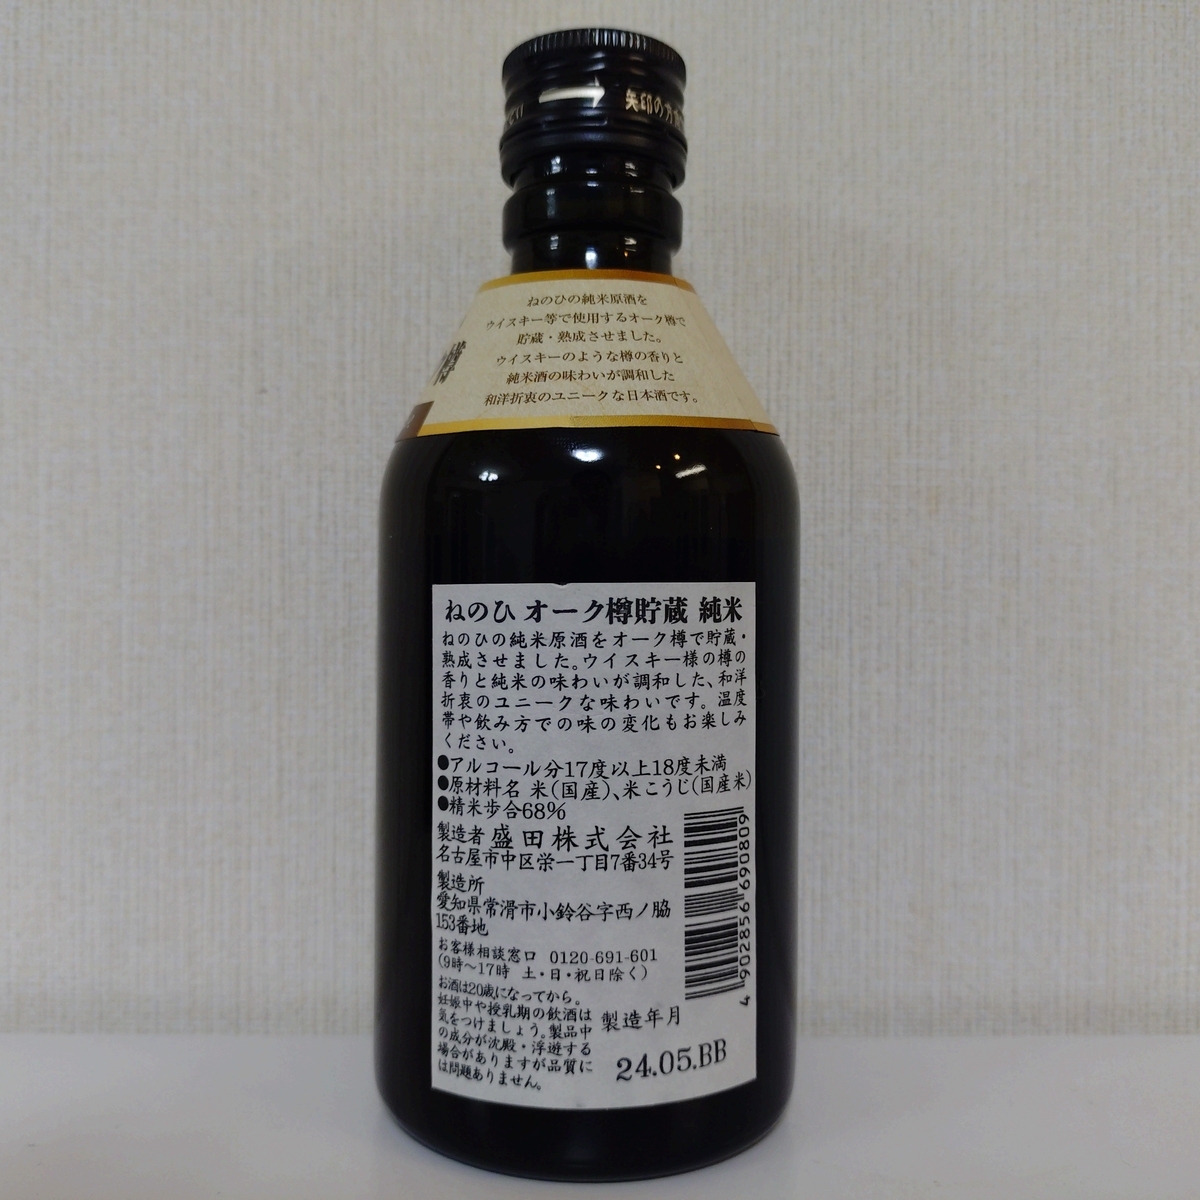 矢印の方向
ねのひの純米原酒を
ウイスキー等で使用するオーク樽で
貯蔵・熟成させました。
ウイスキーのような樽の香りと
純米酒の味わいが調和した
和洋折衷のユニークな日本酒です。
樽
ねのひ オーク樽貯蔵 純米
ねのひの純米原酒をオーク樽で貯蔵・
熟成させました。ウイスキー様の樽の
香りと純米の味わいが調和した、和洋
折衷のユニークな味わいです。温度
帯や飲み方での味の変化もお楽しみ
ください。
●アルコール分17度以上18度未満
●原材料名 米(国産)、米こうじ(国産米)
●精米歩合68%
製造者 盛田株式会社
名古屋市中区栄一丁目7番34号
製造所
愛知県常滑市小鈴谷字西ノ脇
153番地
お客様相談窓口 0120-691-601
(9時～17時 土・日・祝日除く)
お酒は20歳になってから。
妊娠中や授乳期の飲酒は
気をつけましょう。製品中
の成分が沈殿・浮遊する
場合がありますが品質に
は問題ありません。
製造年月
24.05.BB
4902856690809